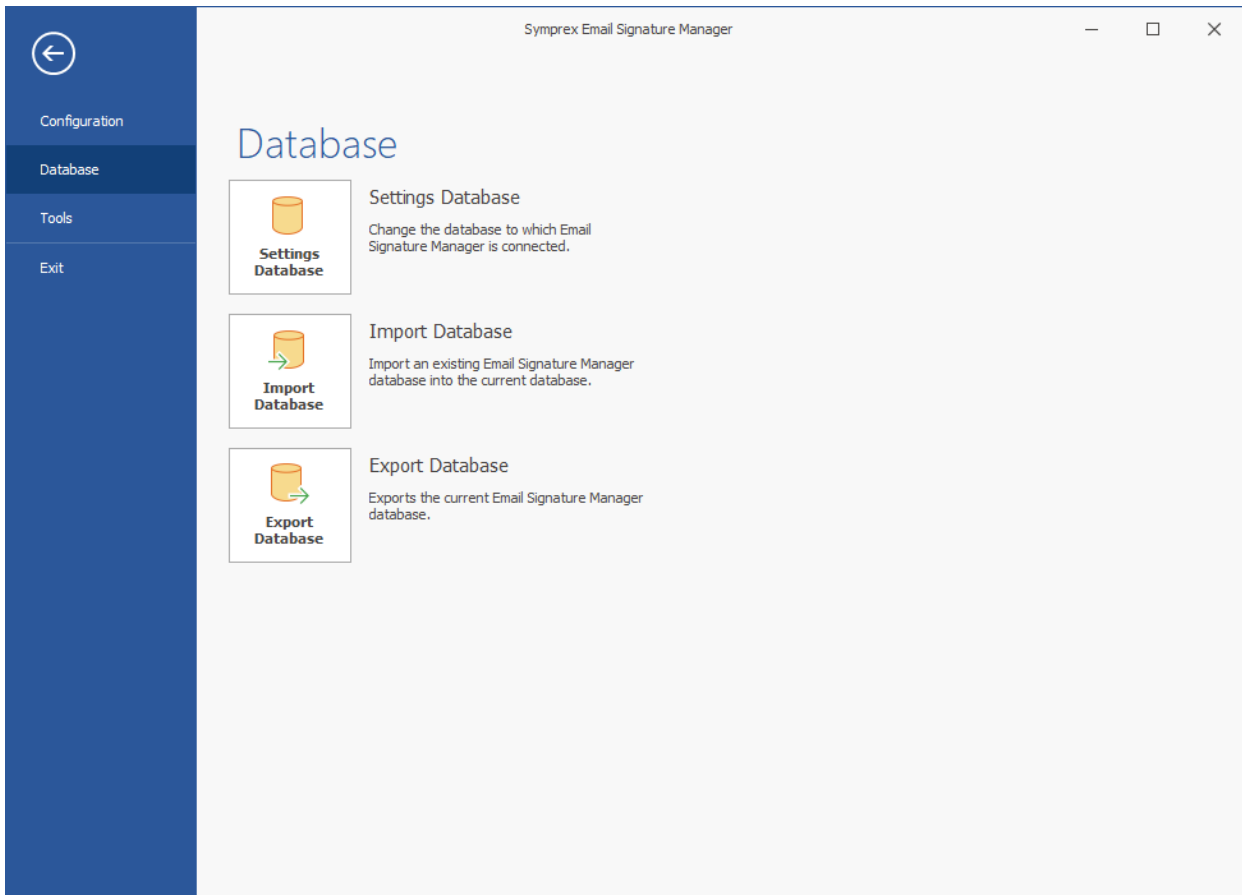 Symprex Email Signature Manager
Configuration
Database
Tools
Exit
Database
Settings
Database
Settings Database
Change the database to which Email
Signature Manager is connected.
Import
Database
Import Database
Import an existing Email Signature Manager
database into the current database.
Export
Database
Export Database
Exports the current Email Signature Manager
database.